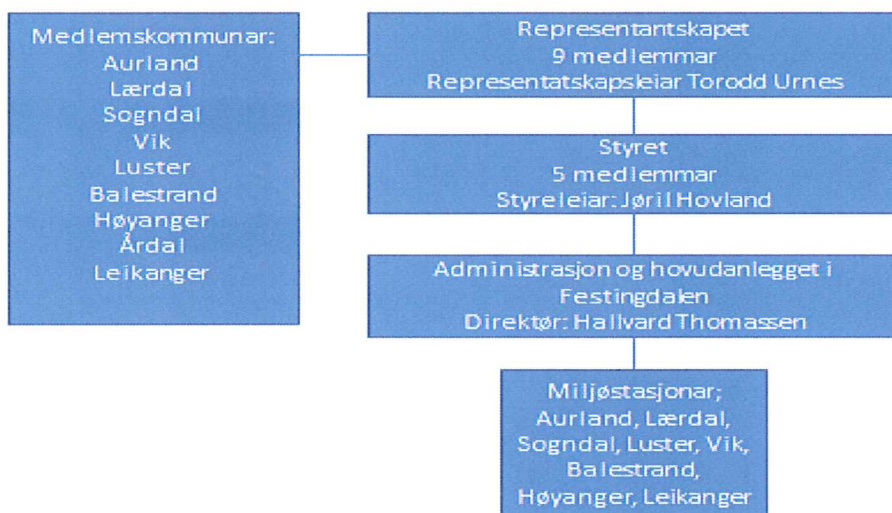 Medlemskommunar:
Aurland
Lærdal
Sogndal
Vik
Luster
Balestrand
Høyanger
Årdal
Leikanger
Representantskapet
9 medlemmar
Representatskapsleiar Torodd Urnes
Styret
5 medlemmar
Styreleiar: Jøril Hovland
Administrasjon og hovudanlegget i
Festingdalen
Direktør: Hallvard Thomassen
Miljøstasjonar;
Aurland, Lærdal,
Sogndal, Luster, Vik,
Balestrand,
Høyanger, Leikanger